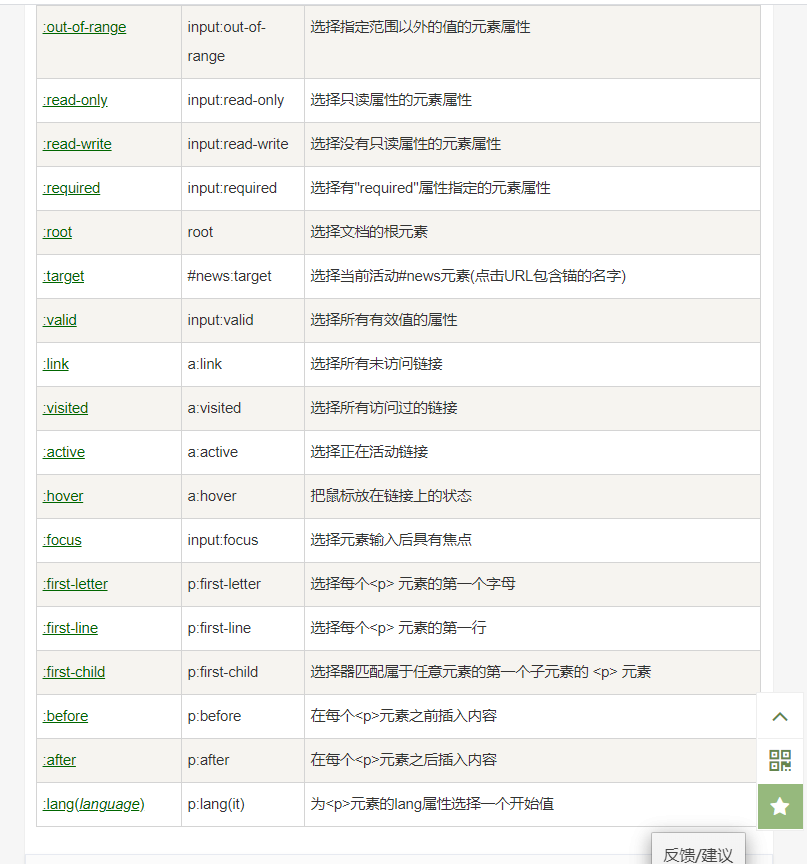 :out-of-range input:out-of- 选择指定范围以外的值的元素属性
range
:read-only input:read-only 选择只读属性的元素属性
:read-write input:read-write 选择没有只读属性的元素属性
:required input:required 选择有"required"属性指定的元素属性
:root root 选择文档的根元素
:target #news:target 选择当前活动#news元素(点击URL包含锚的名字)
:valid input:valid 选择所有有效值的属性
:link a:link 选择所有未访问链接
:visited a:visited 选择所有访问过的链接
:active a:active 选择正在活动链接
:hover a:hover 把鼠标放在链接上的状态
:focus input:focus 选择元素输入后具有焦点
:first-letter p:first-letter 选择每个<p> 元素的第一个字母
:first-line p:first-line 选择每个<p> 元素的第一行
:first-child p:first-child 选择器匹配属于任意元素的第一个子元素的 <p> 元素
:before p:before 在每个<p>元素之前插入内容
:after p:after 在每个<p>元素之后插入内容
:lang(language) p:lang(it) 为<p>元素的lang属性选择一个开始值
反馈/建议